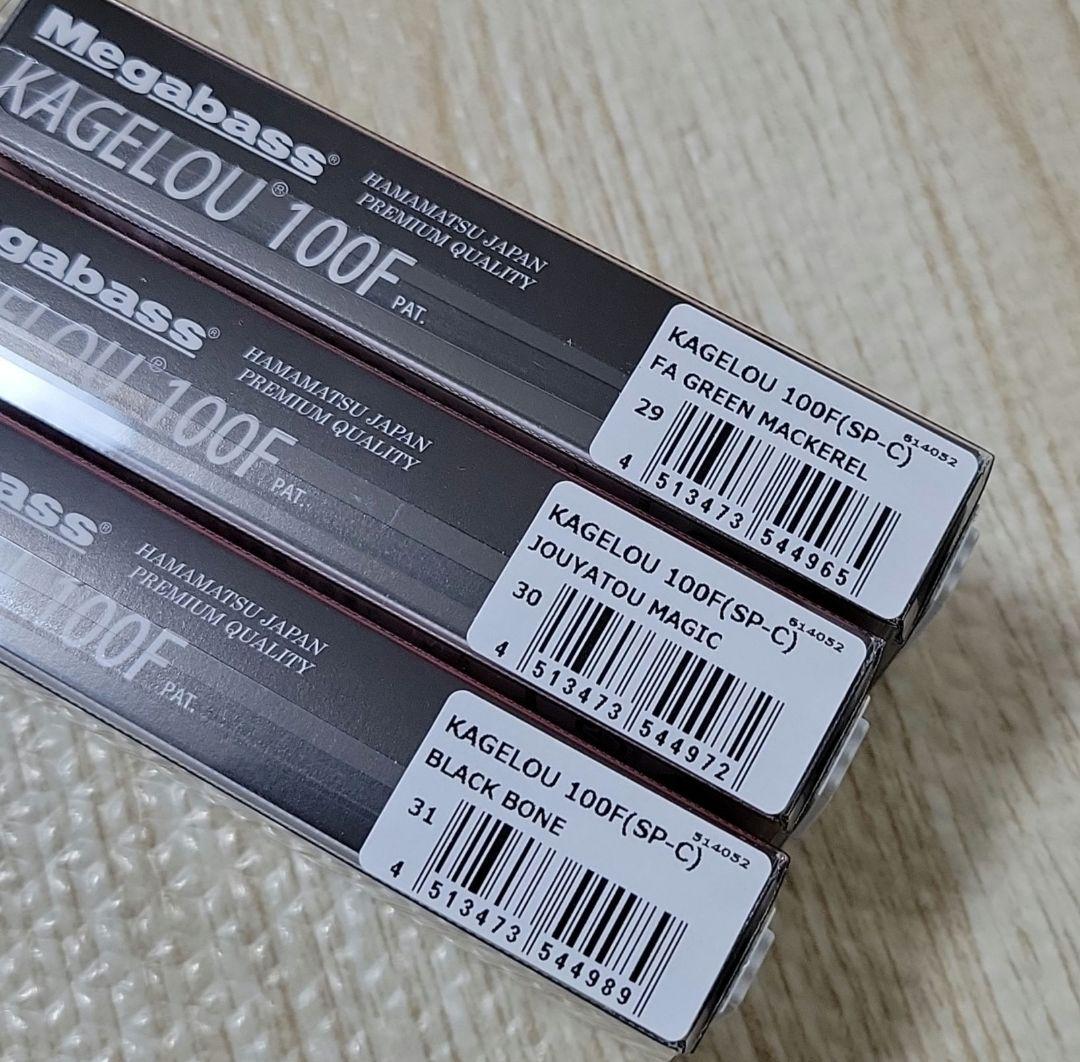 Megabass®
KAGELOU® 100F PAT.
HAMAMATSU JAPAN
PREMIUM QUALITY
KAGELOU 100F(SP-C) 614052
FA GREEN MACKEREL
29
4 513473 544965
gabass®
ELOU® 100F PAT.
HAMAMATSU JAPAN
PREMIUM QUALITY
KAGELOU 100F(SP-C) 614052
JOUYATOU MAGIC
30
4 513473 544972
ass®
100F PAT.
HAMAMATSU JAPAN
PREMIUM QUALITY
KAGELOU 100F(SP-C) 514052
BLACK BONE
31
4 513473 544989